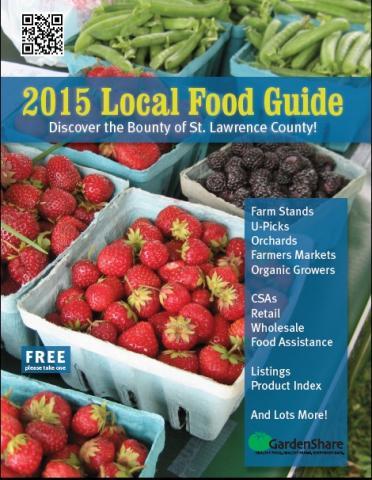 2015 Local Food Guide
Discover the Bounty of St. Lawrence County!
Farm Stands
U-Picks
Orchards
Farmers Markets
Organic Growers
CSAs
Retail
Wholesale
Food Assistance
Listings
Product Index
And Lots More!
FREE
please take one
GardenShare